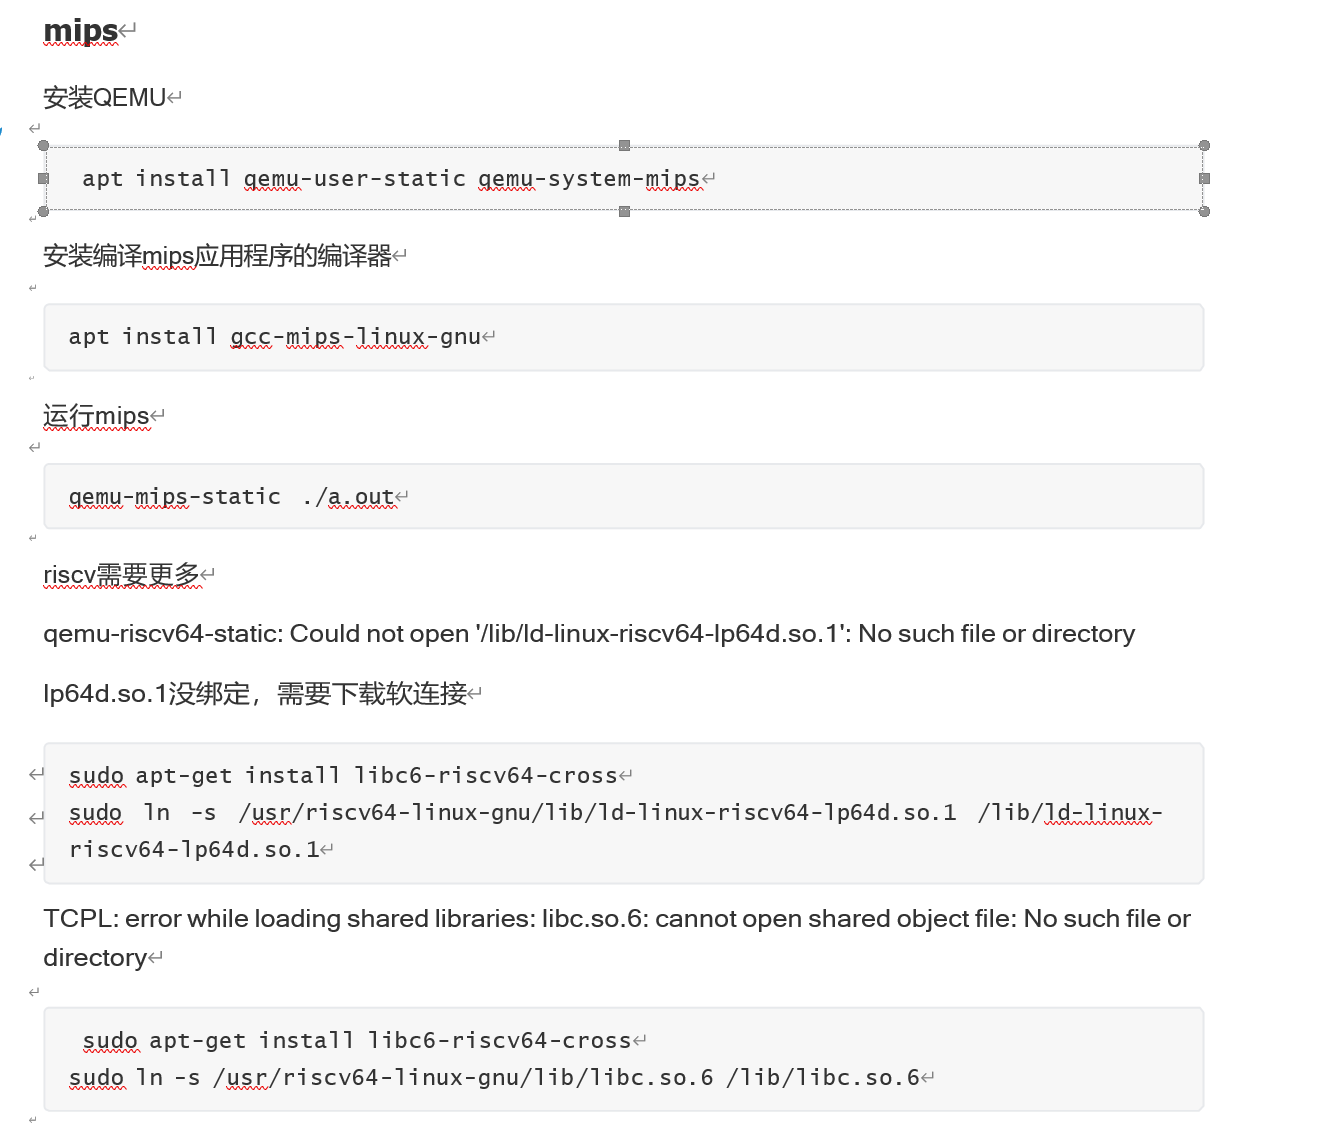 mips
安装QEMU
apt install qemu-user-static qemu-system-mips
安装编译mips应用程序的编译器
apt install gcc-mips-linux-gnu
运行mips
qemu-mips-static ./a.out
riscv需要更多
qemu-riscv64-static: Could not open '/lib/ld-linux-riscv64-lp64d.so.1': No such file or directory
lp64d.so.1没绑定，需要下载软连接
sudo apt-get install libc6-riscv64-cross
sudo ln -s /usr/riscv64-linux-gnu/lib/ld-linux-riscv64-lp64d.so.1 /lib/ld-linux-
riscv64-lp64d.so.1
TCPL: error while loading shared libraries: libc.so.6: cannot open shared object file: No such file or
directory
sudo apt-get install libc6-riscv64-cross
sudo ln -s /usr/riscv64-linux-gnu/lib/libc.so.6 /lib/libc.so.6